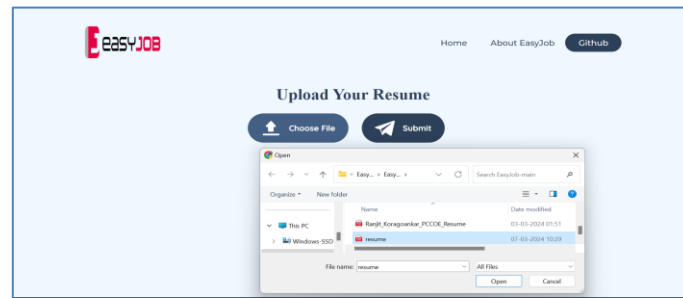 EASYJOB
Home About EasyJob Github
Upload Your Resume
Choose File Submit
Open
Easy... › Easy... › Search EasyJob-main
Organize New folder
Name Date modified
This PC Ranjit_Koragoankar_PCCOE_Resume 03-03-2024 01:51
Windows-SSD resume 07-03-2024 10:29
File name: resume All Files
Open Cancel